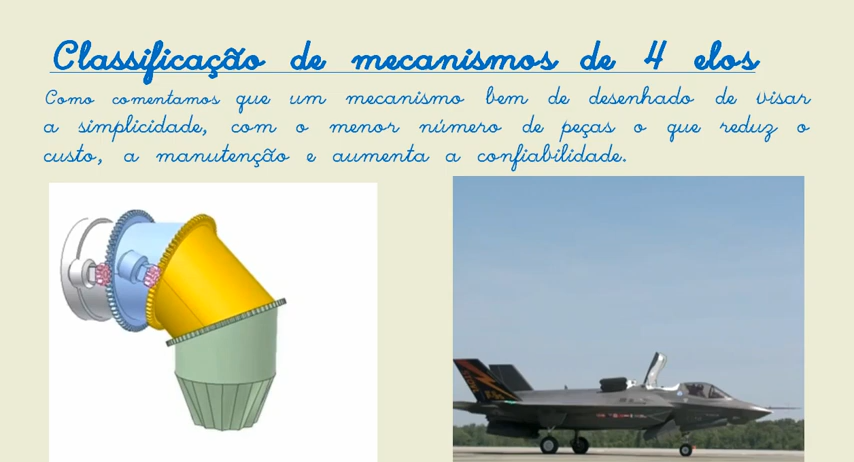 Classificação de mecanismos de 4 elos
Como comentamos que um mecanismo bem de desenhado de visar
a simplicidade, com o menor número de peças o que reduz o
custo, a manutenção e aumenta a confiabilidade.